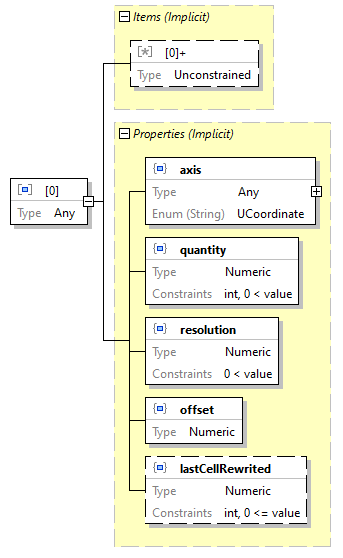 Items (Implicit)
[0]+
Type Unconstrained
Properties (Implicit)
[0]
Type Any
axis
Type Any
Enum (String) UCoordinate
quantity
Type Numeric
Constraints int, 0 < value
resolution
Type Numeric
Constraints 0 < value
offset
Type Numeric
lastCellRewrited
Type Numeric
Constraints int, 0 <= value